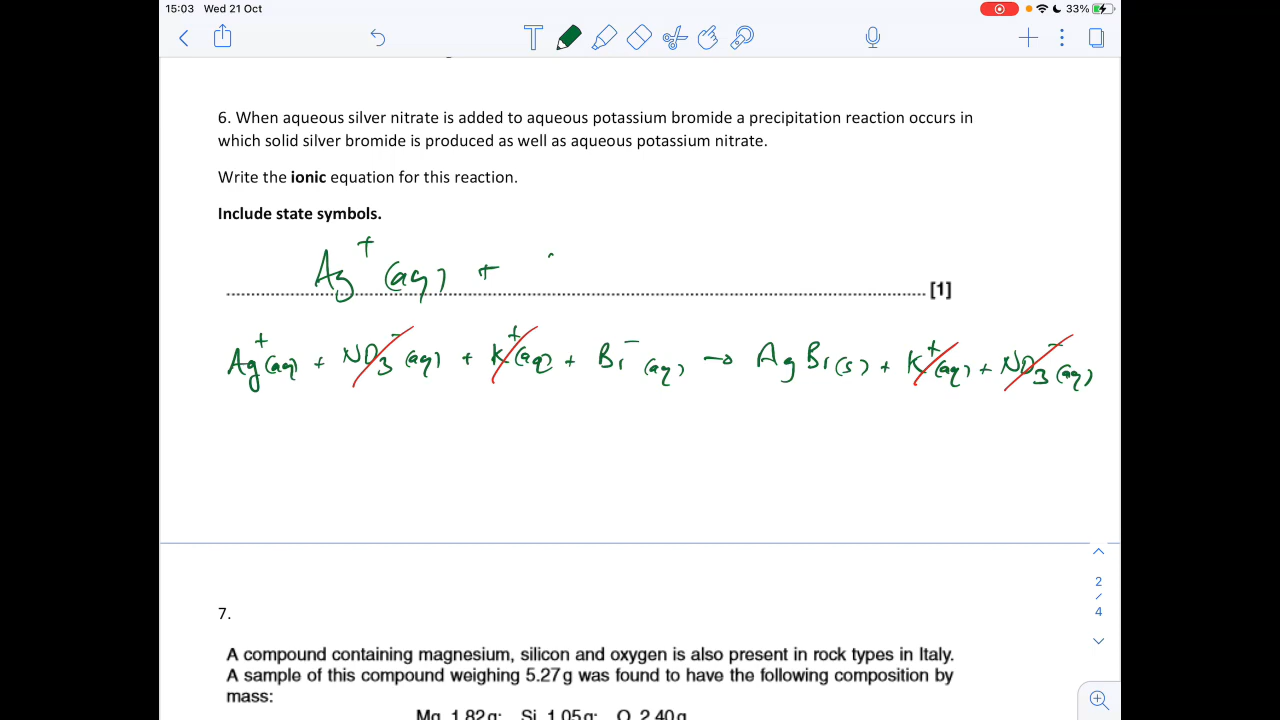 15:03 Wed 21 Oct 33%
T
6. When aqueous silver nitrate is added to aqueous potassium bromide a precipitation reaction occurs in
which solid silver bromide is produced as well as aqueous potassium nitrate.
Write the ionic equation for this reaction.
Include state symbols.
Ag⁺ (aq) +
[1]
Ag⁺(aq) + NO₃⁻(aq) + K⁺(aq) + Br⁻(aq) → AgBr(s) + K⁺(aq) + NO₃⁻(aq)
2
/
4
7.
A compound containing magnesium, silicon and oxygen is also present in rock types in Italy.
A sample of this compound weighing 5.27 g was found to have the following composition by
mass:
Mg, 1.82 g; Si, 1.05 g; O, 2.40 g